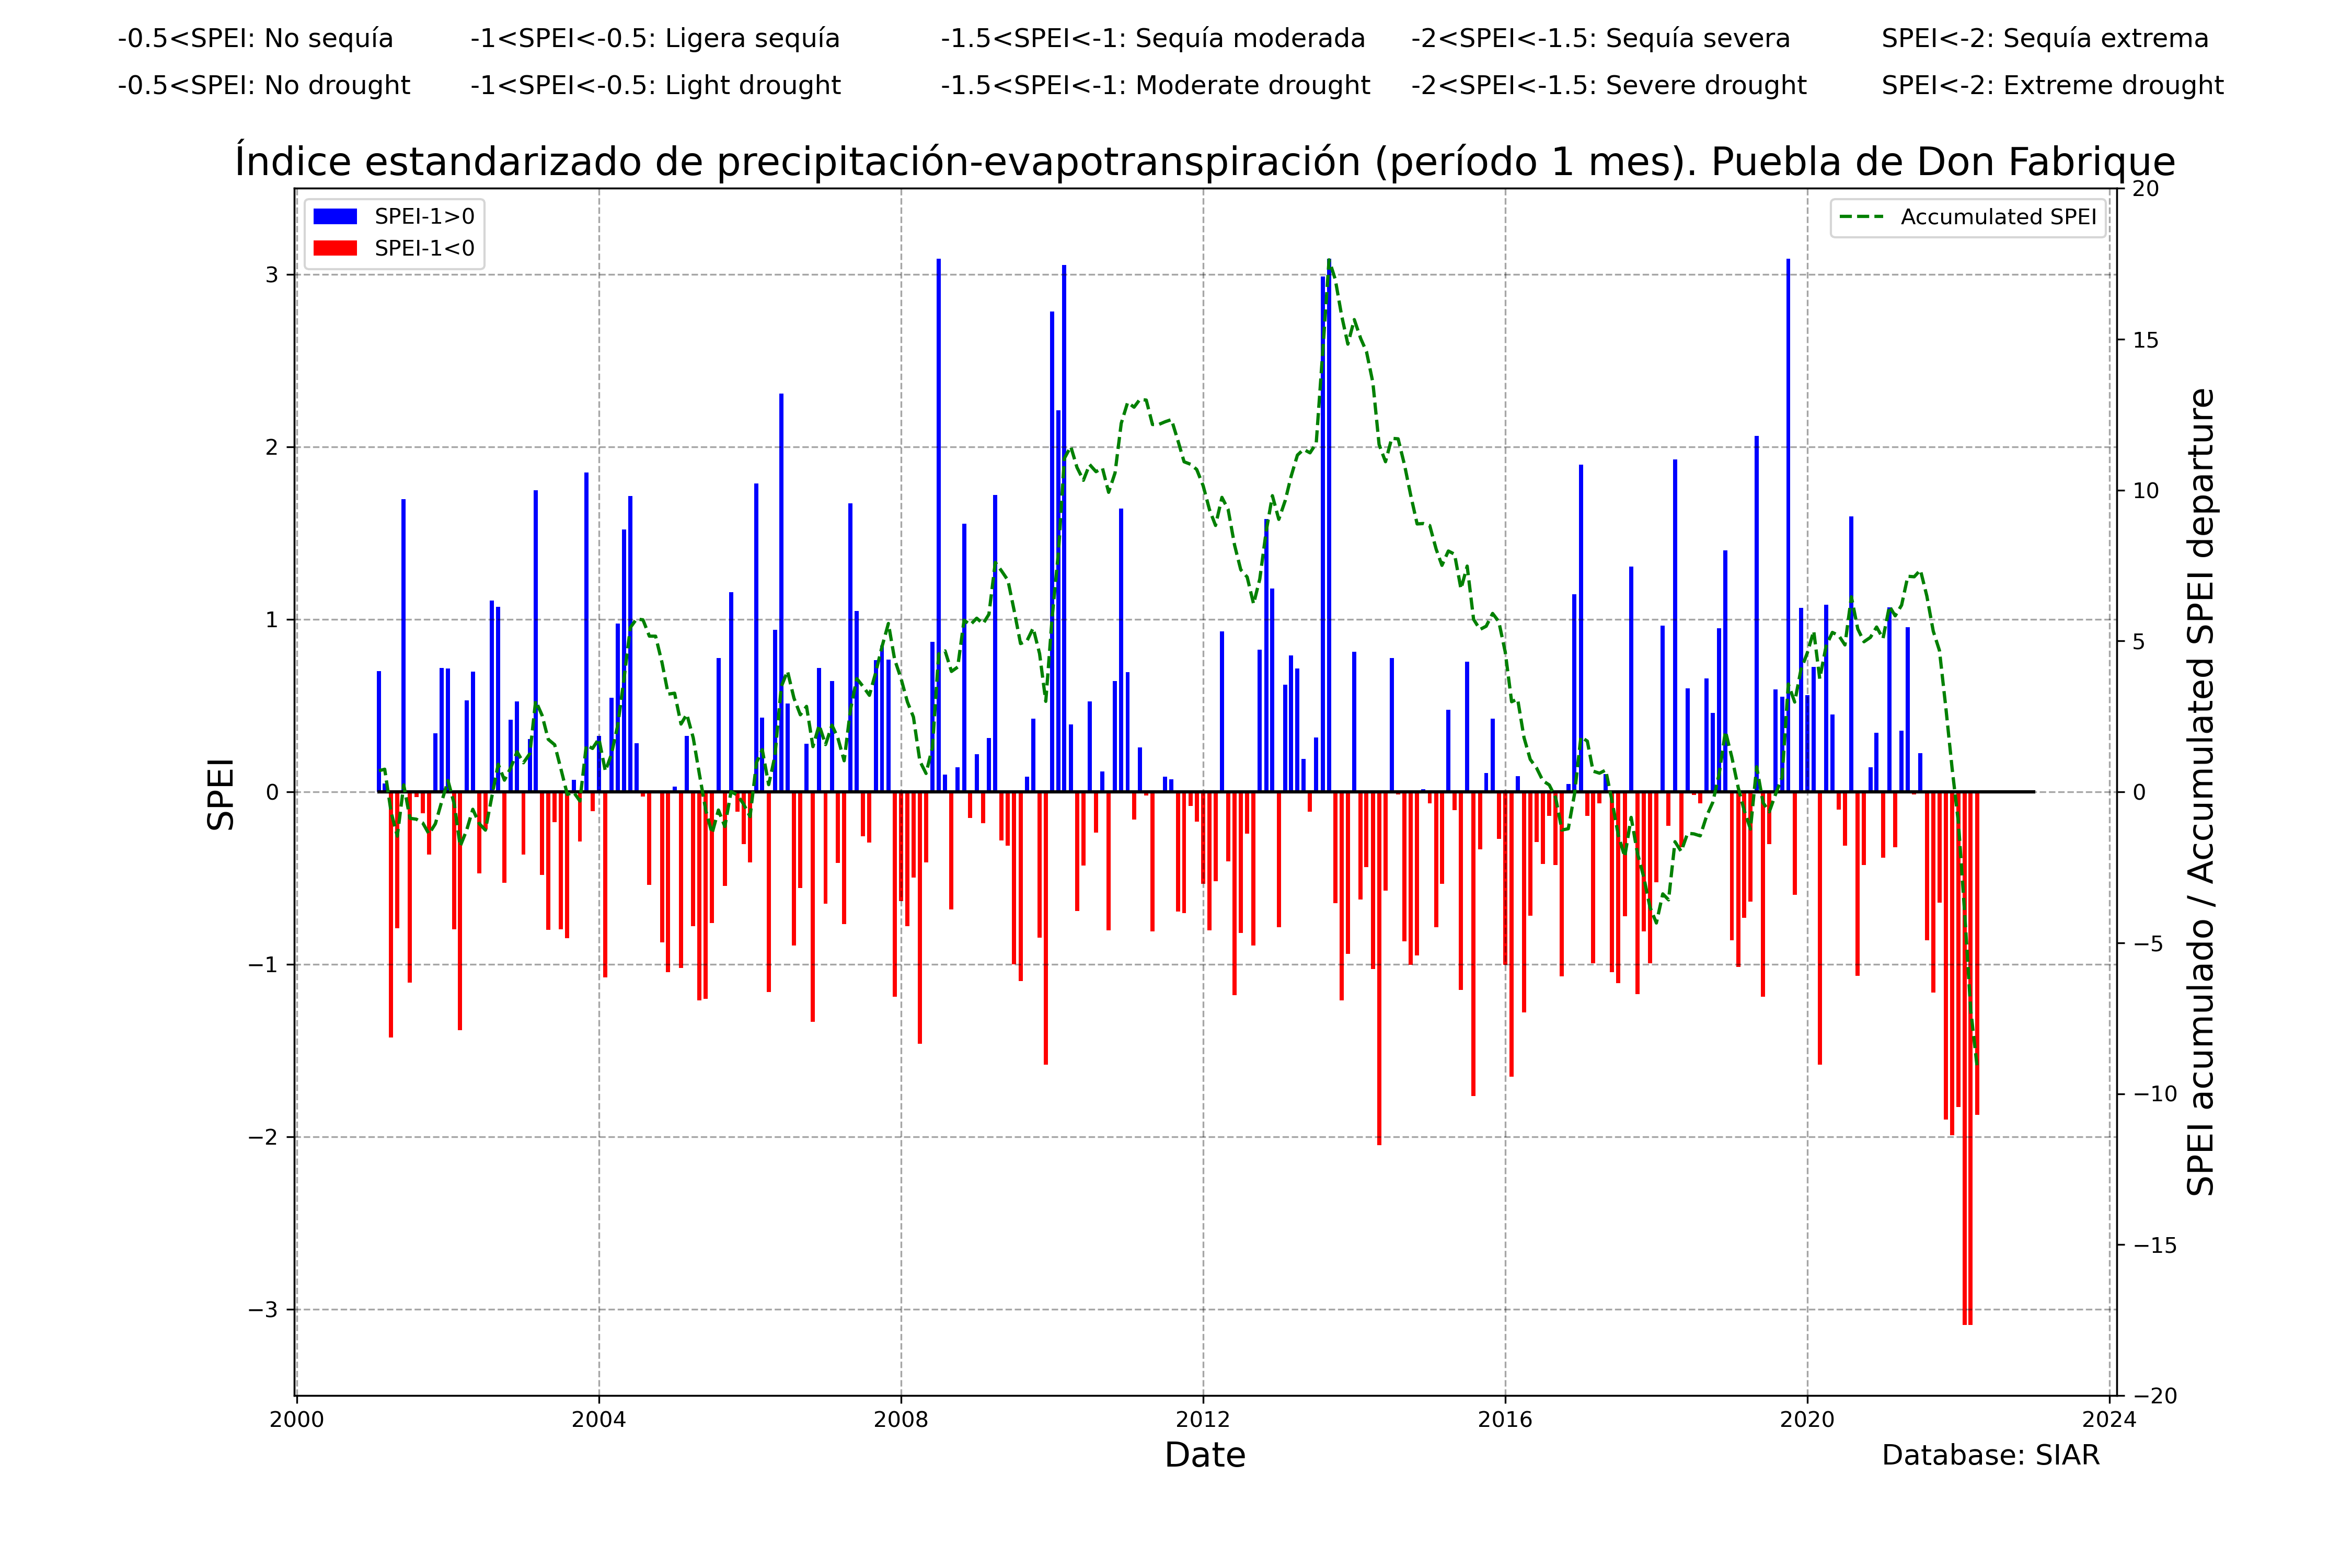 -0.5<SPEI: No sequía -1<SPEI<-0.5: Ligera sequía -1.5<SPEI<-1: Sequía moderada -2<SPEI<-1.5: Sequía severa SPEI<-2: Sequía extrema
-0.5<SPEI: No drought -1<SPEI<-0.5: Light drought -1.5<SPEI<-1: Moderate drought -2<SPEI<-1.5: Severe drought SPEI<-2: Extreme drought
Índice estandarizado de precipitación-evapotranspiración (período 1 mes). Puebla de Don Fabrique
SPEI-1>0
SPEI-1<0
Accumulated SPEI
SPEI
3
2
1
0
−1
−2
−3
20
15
10
5
0
−5
−10
−15
−20
SPEI acumulado / Accumulated SPEI departure
2000 2004 2008 2012 2016 2020 2024
Date
Database: SIAR